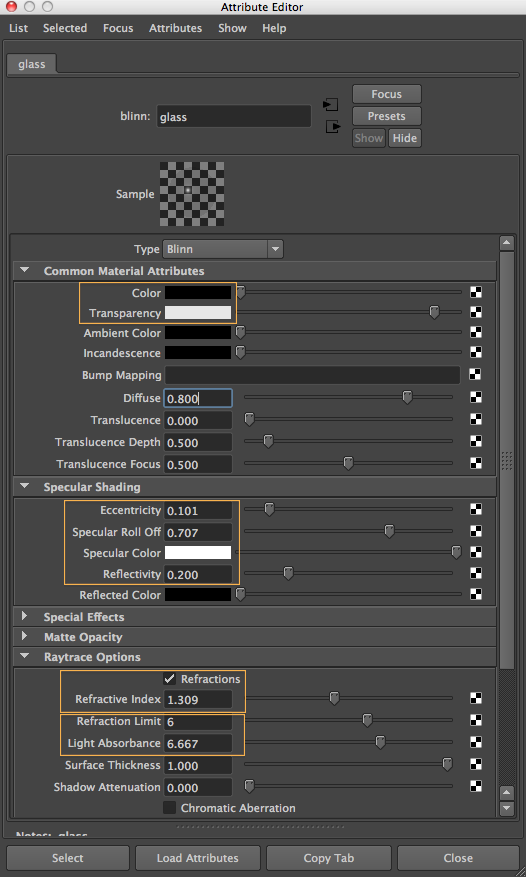 Attribute Editor
List Selected Focus Attributes Show Help
glass
Focus
blinn: glass
Presets
Show Hide
Sample
Type Blinn
Common Material Attributes
Color
Transparency
Ambient Color
Incandescence
Bump Mapping
Diffuse 0.800
Translucence 0.000
Translucence Depth 0.500
Translucence Focus 0.500
Specular Shading
Eccentricity 0.101
Specular Roll Off 0.707
Specular Color
Reflectivity 0.200
Reflected Color
Special Effects
Matte Opacity
Raytrace Options
Refractions
Refractive Index 1.309
Refraction Limit 6
Light Absorbance 6.667
Surface Thickness 1.000
Shadow Attenuation 0.000
Chromatic Aberration
Notes: glass
Select Load Attributes Copy Tab Close